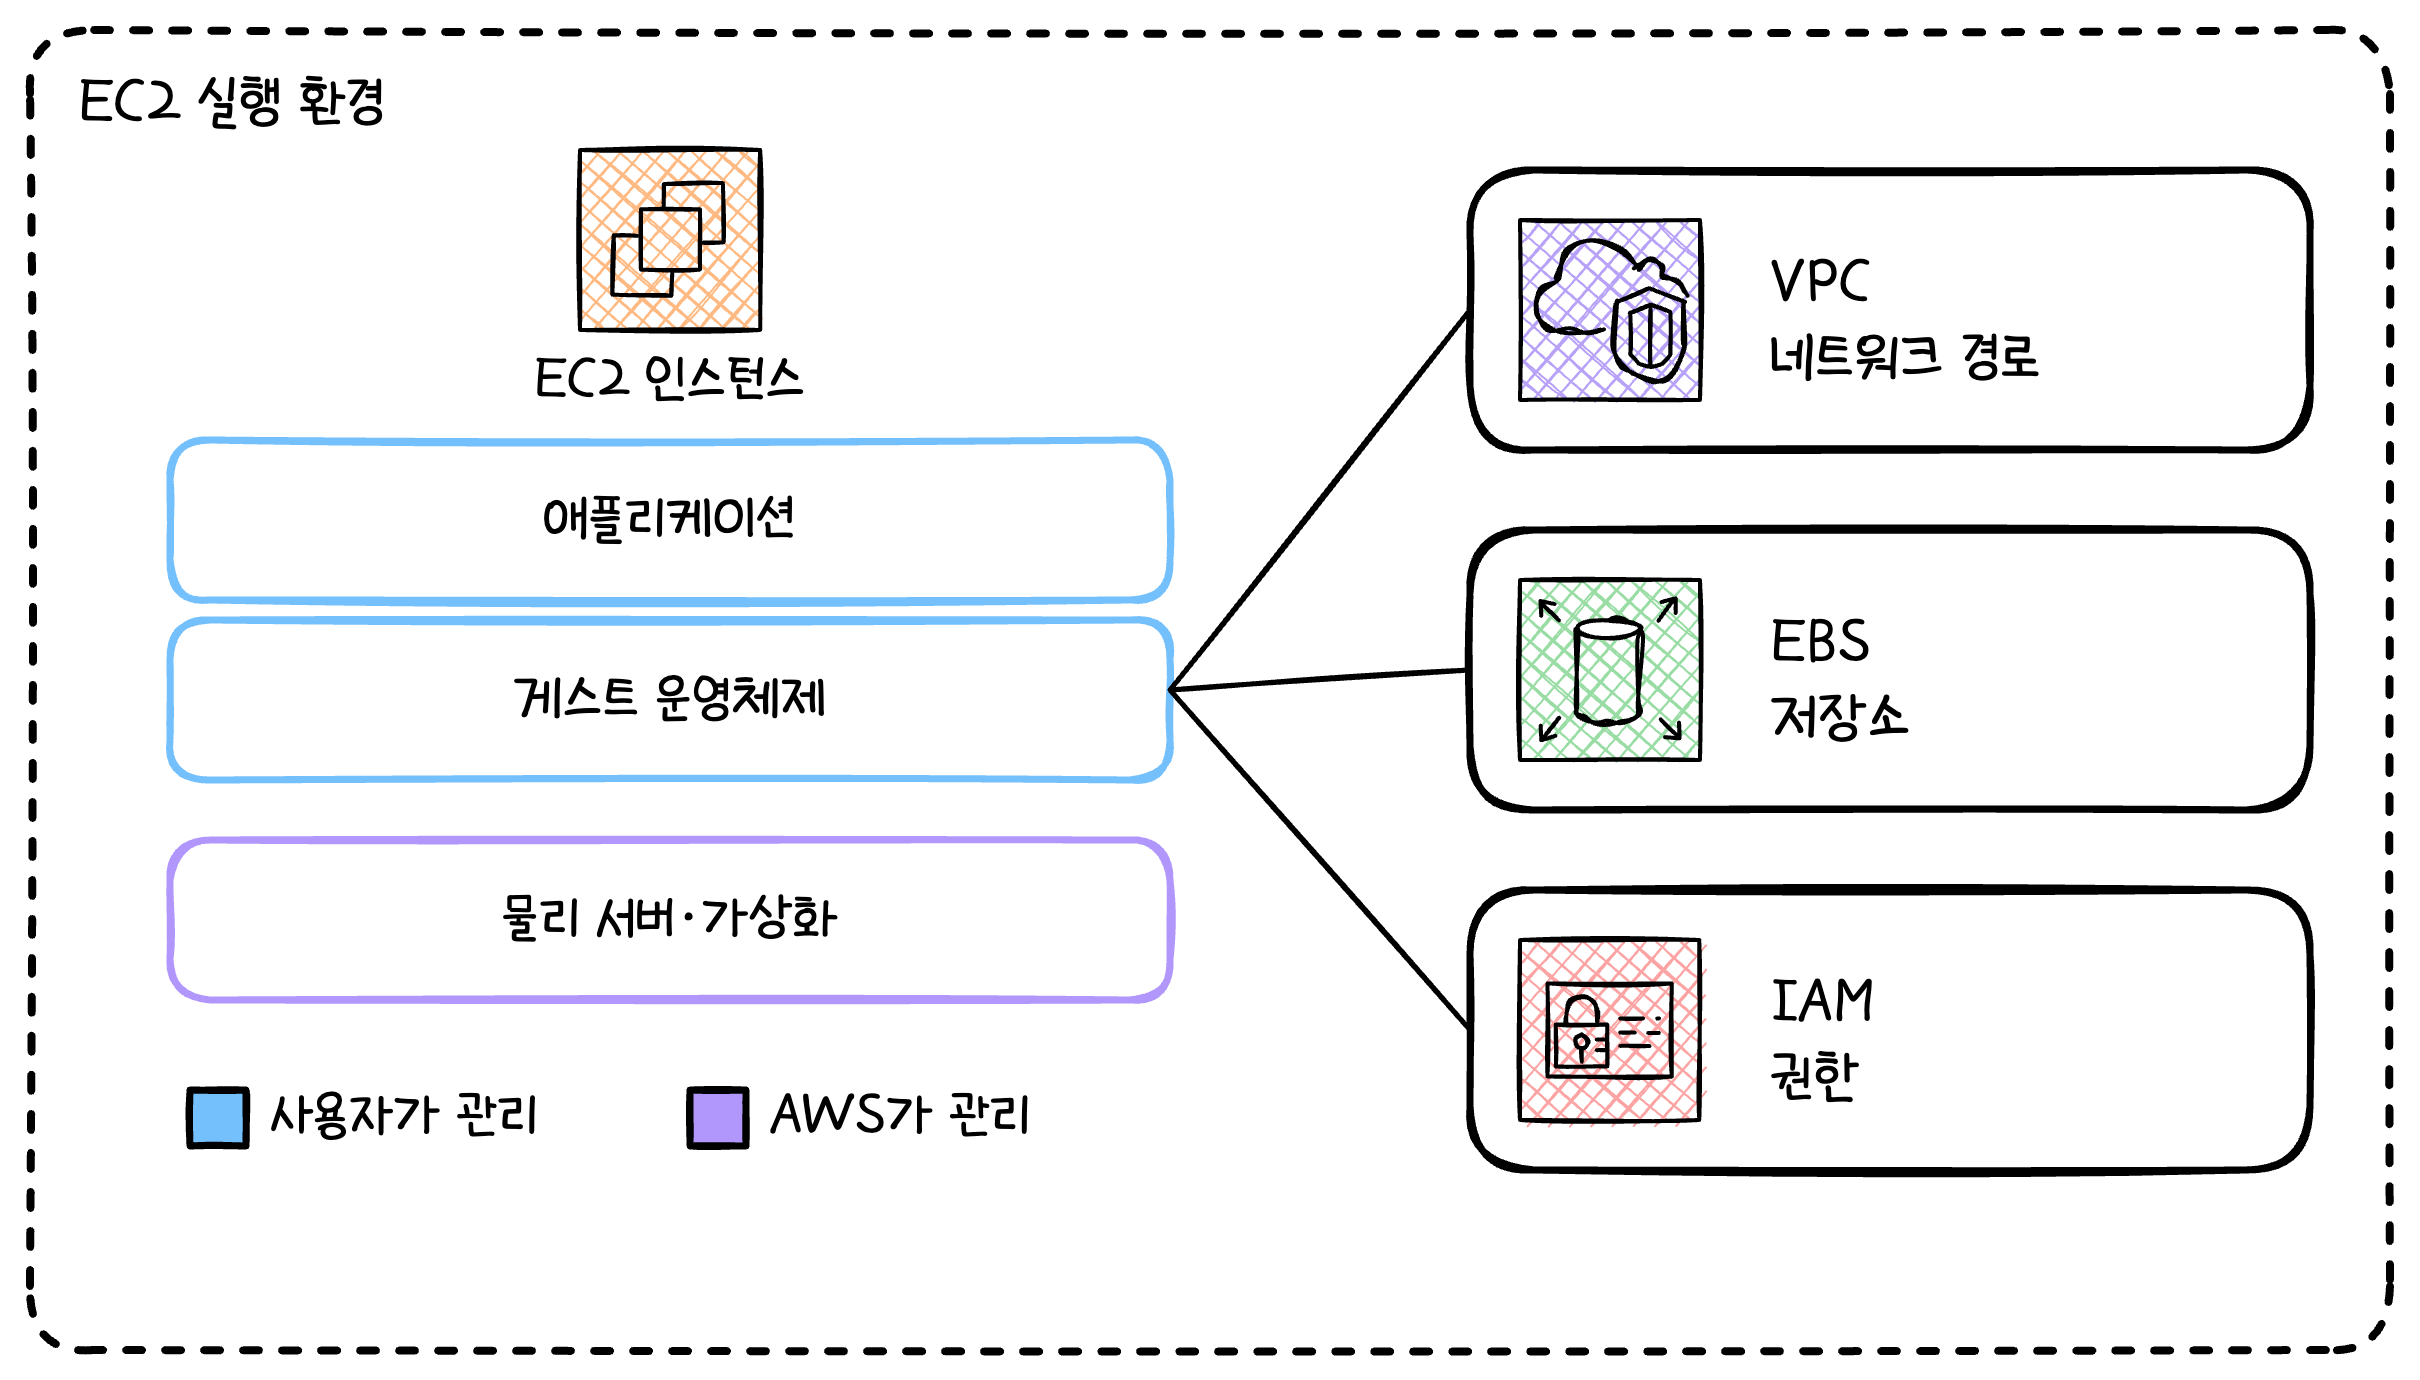 EC2 실행 환경
EC2 인스턴스
애플리케이션
게스트 운영체제
물리 서버·가상화
사용자가 관리
AWS가 관리
VPC
네트워크 경로
EBS
저장소
IAM
권한